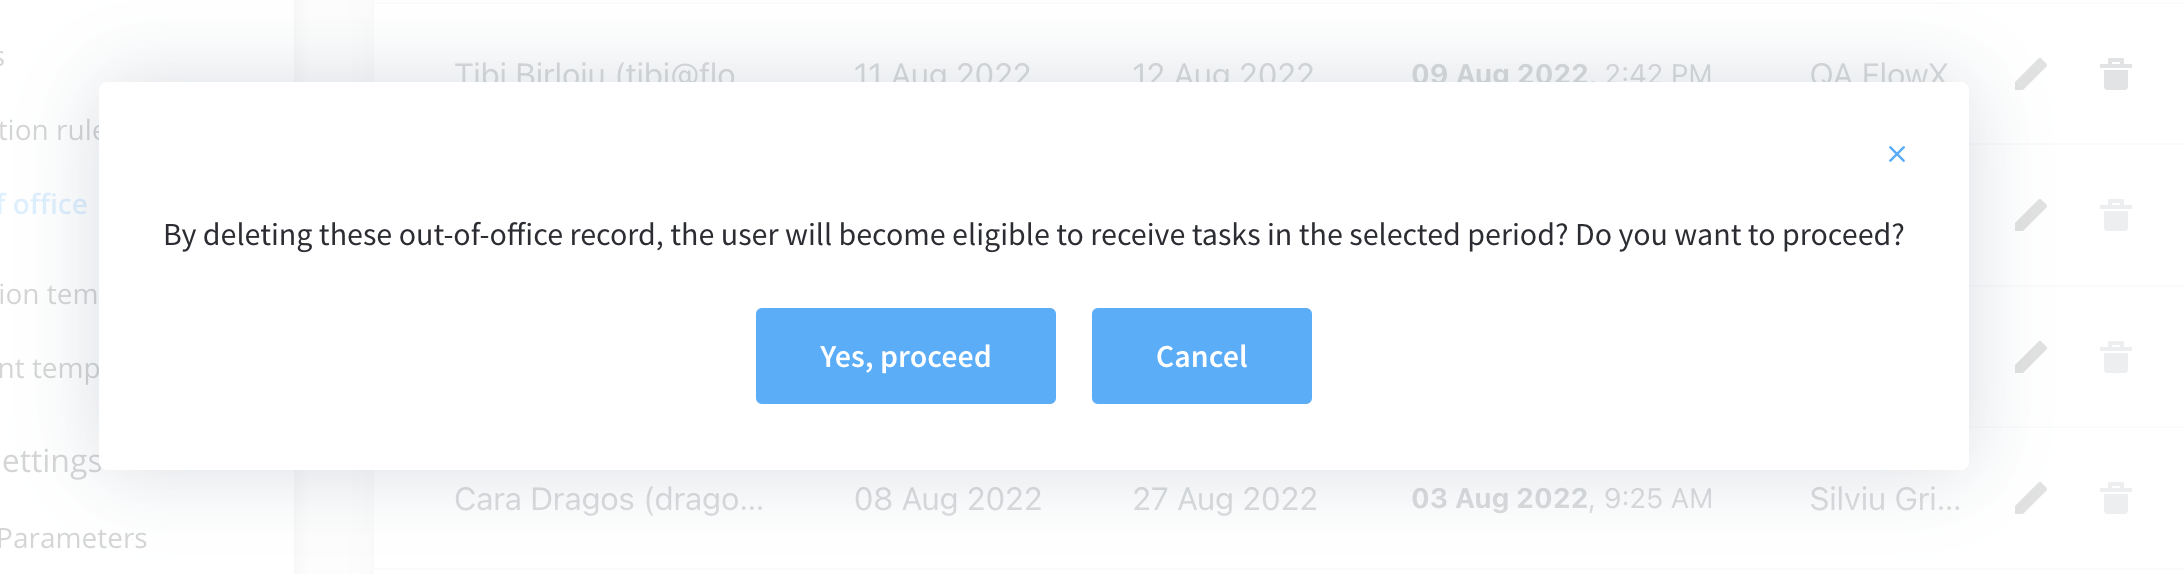 s
Tibi Birloiu (tibi@flo 11 Aug 2022 12 Aug 2022 09 Aug 2022, 2:42 PM QA FlowX
tion rule
f office
By deleting these out-of-office record, the user will become eligible to receive tasks in the selected period? Do you want to proceed?
ion tem
Yes, proceed Cancel
nt temp
ettings
Cara Dragos (drago... 08 Aug 2022 27 Aug 2022 03 Aug 2022, 9:25 AM Silviu Gri...
Parameters